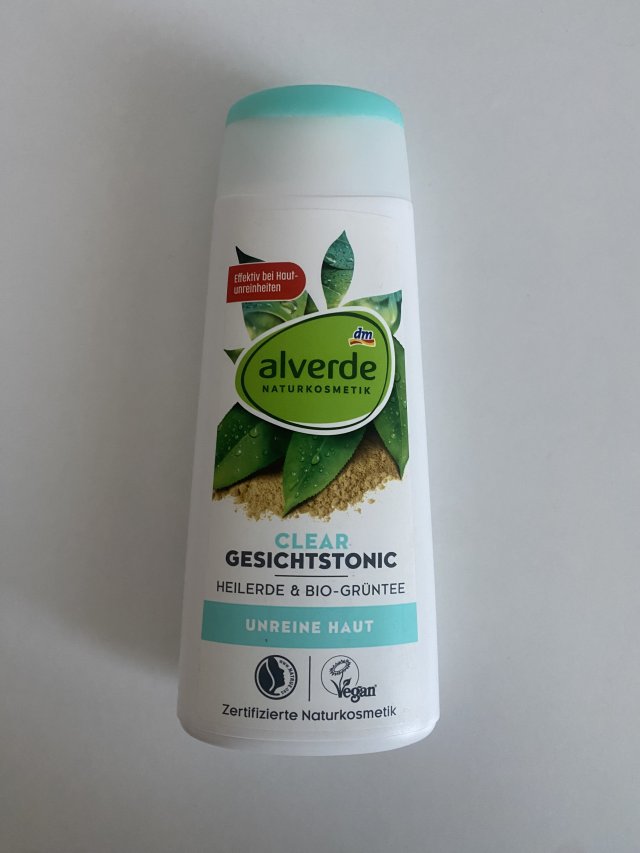 Effektiv bei Haut-
unreinheiten
dm
alverde
NATURKOSMETIK
CLEAR
GESICHTSTONIC
HEILERDE & BIO-GRÜNTEE
UNREINE HAUT
Vegan
Zertifizierte Naturkosmetik